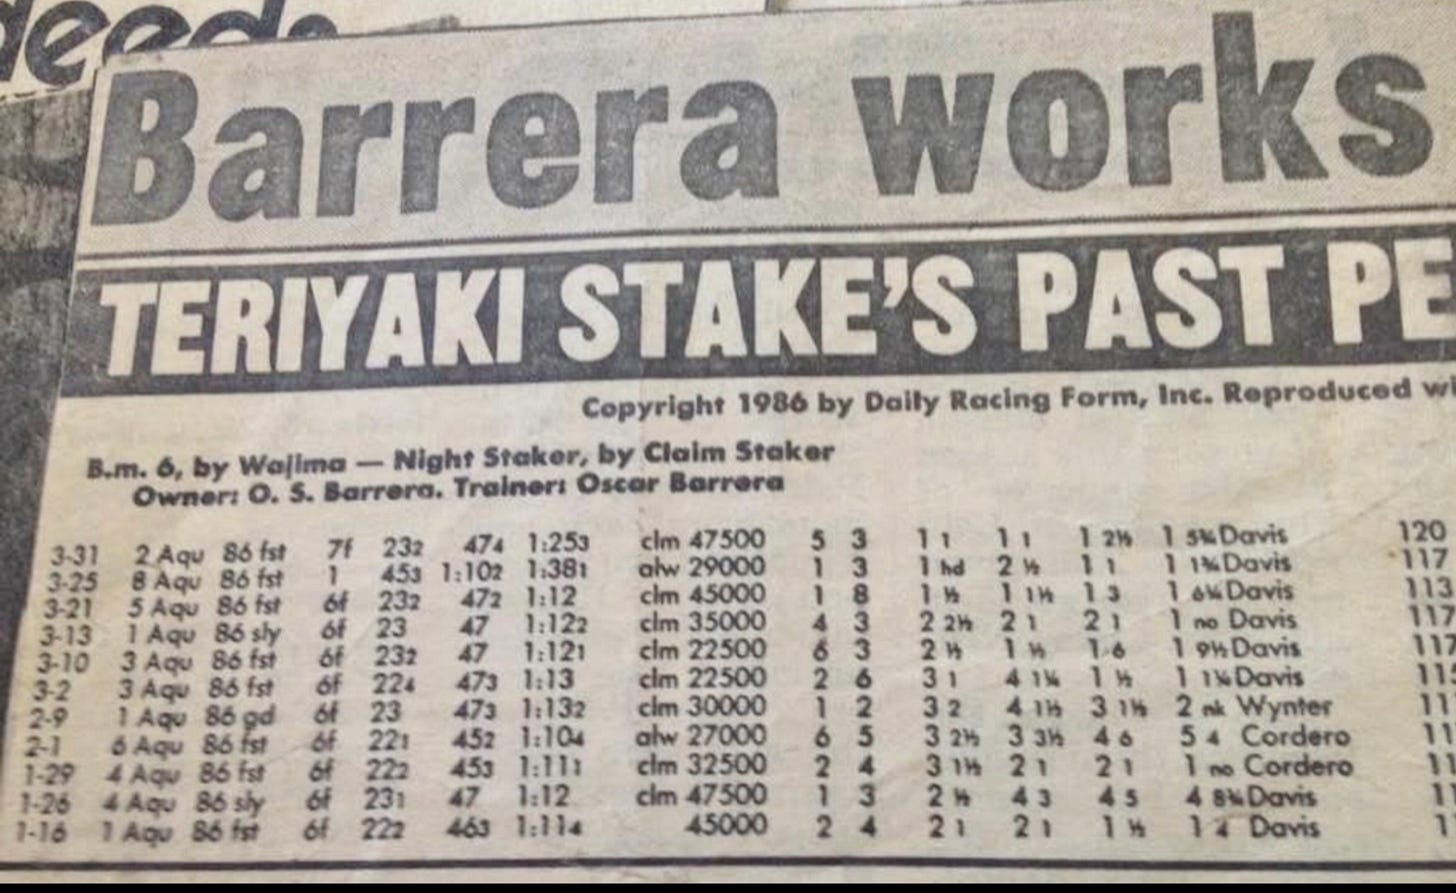 deeds
Barrera works
TERIYAKI STAKE'S PAST PE
Copyright 1986 by Daily Racing Form, Inc. Reproduced wi
B.m. 6, by Wajima — Night Staker, by Claim Staker
Owner: O. S. Barrera. Trainer: Oscar Barrera
3-31 2 Aqu 86 fst 7f 232 474 1:253 clm 47500 5 3 1 1 1 1 1 2½ 1 5¾ Davis 120
3-25 8 Aqu 86 fst 1 453 1:102 1:381 alw 29000 1 3 1 hd 2 ½ 1 1 1 1¾ Davis 117
3-21 5 Aqu 86 fst 6f 232 472 1:12 clm 45000 1 8 1 ½ 1 1½ 1 3 1 6¼ Davis 113
3-13 1 Aqu 86 sly 6f 23 47 1:122 clm 35000 4 3 2 2½ 2 1 2 1 1 no Davis 117
3-10 3 Aqu 86 fst 6f 232 47 1:121 clm 22500 6 3 2 ½ 1 ½ 1 6 1 9½ Davis 117
3-2 3 Aqu 86 fst 6f 224 473 1:13 clm 22500 2 6 3 1 4 1¼ 1 ½ 1 1¼ Davis 115
2-9 1 Aqu 86 gd 6f 23 473 1:132 clm 30000 1 2 3 2 4 1½ 3 1½ 2 nk Wynter 11
2-1 6 Aqu 86 fst 6f 221 452 1:104 alw 27000 6 5 3 2½ 3 3½ 4 6 5 4 Cordero 11
1-29 4 Aqu 86 fst 6f 222 453 1:111 clm 32500 2 4 3 1½ 2 1 2 1 1 no Cordero 11
1-26 4 Aqu 86 sly 6f 231 47 1:12 clm 47500 1 3 2 ½ 4 3 4 5 4 8¾ Davis 11
1-16 1 Aqu 86 fst 6f 222 463 1:114 45000 2 4 2 1 2 1 1 ½ 1 4 Davis 1